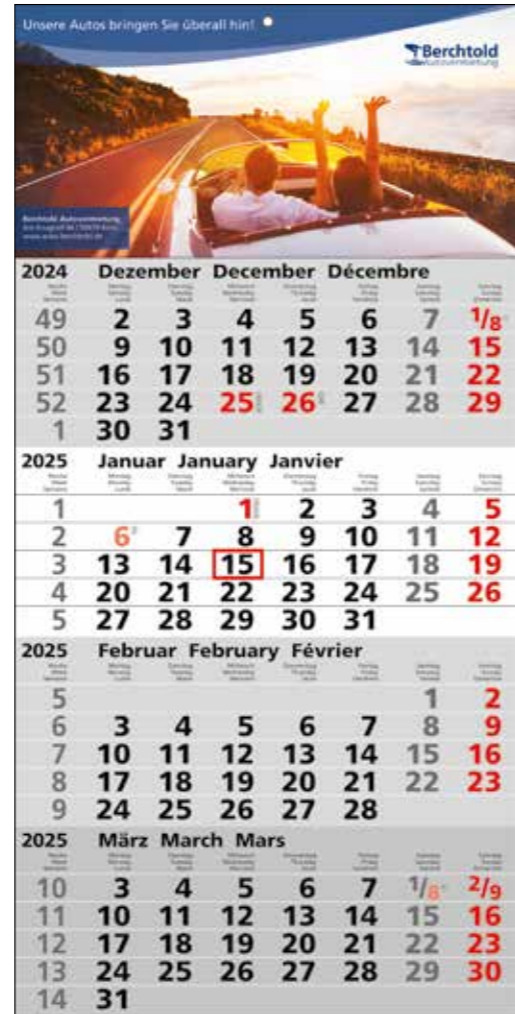 Unsere Autos bringen Sie überall hin!
Berchtold
Autovermietung
Berchtold Autovermietung
2024 Dezember December Décembre
49 2 3 4 5 6 7 1/8
50 9 10 11 12 13 14 15
51 16 17 18 19 20 21 22
52 23 24 25 26 27 28 29
1 30 31
2025 Januar January Janvier
1 1 2 3 4 5
2 6 7 8 9 10 11 12
3 13 14 15 16 17 18 19
4 20 21 22 23 24 25 26
5 27 28 29 30 31
2025 Februar February Février
5 1 2
6 3 4 5 6 7 8 9
7 10 11 12 13 14 15 16
8 17 18 19 20 21 22 23
9 24 25 26 27 28
2025 März March Mars
10 3 4 5 6 7 1/8 2/9
11 10 11 12 13 14 15 16
12 17 18 19 20 21 22 23
13 24 25 26 27 28 29 30
14 31